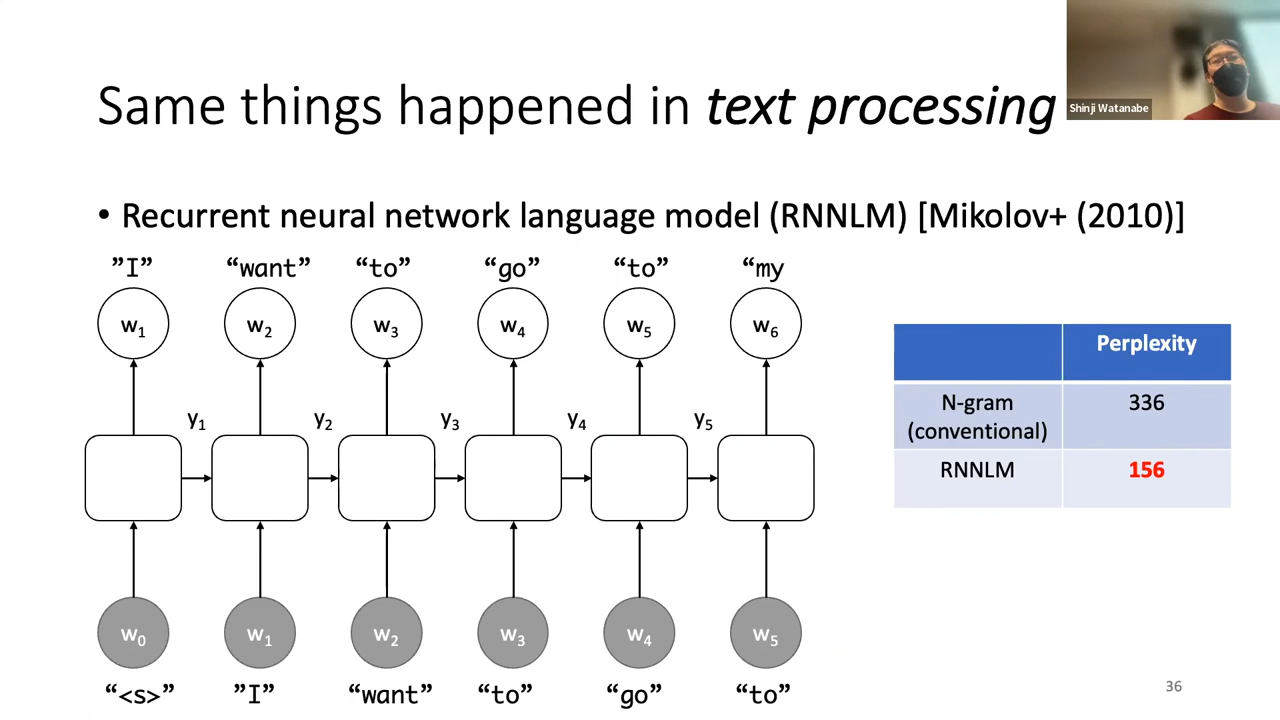 Same things happened in text processing
Shinji Watanabe
• Recurrent neural network language model (RNNLM) [Mikolov+ (2010)]
”I” “want” “to” “go” “to” “my
w1 w2 w3 w4 w5 w6
y1 y2 y3 y4 y5
w0 w1 w2 w3 w4 w5
“<s>” ”I” “want” “to” “go” “to”
Perplexity
N-gram (conventional) 336
RNNLM 156
36